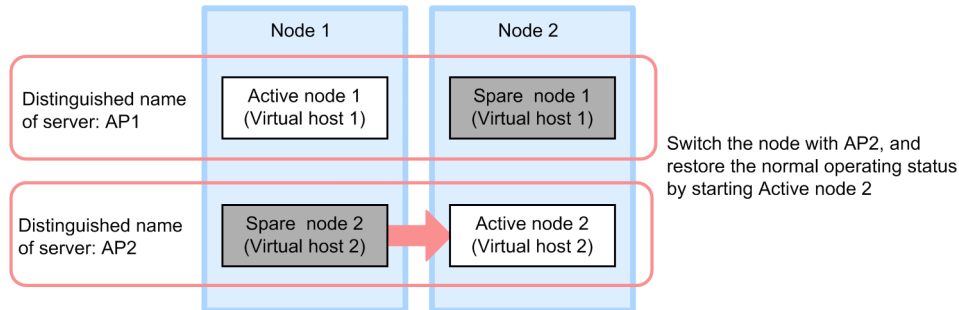 Node 1
Node 2
Distinguished name
of server: AP1
Active node 1
(Virtual host 1)
Spare  node 1
(Virtual host 1)
Switch the node with AP2, and
restore the normal operating status
by starting Active node 2
Distinguished name
of server: AP2
Spare  node 2
(Virtual host 2)
Active node 2
(Virtual host 2)